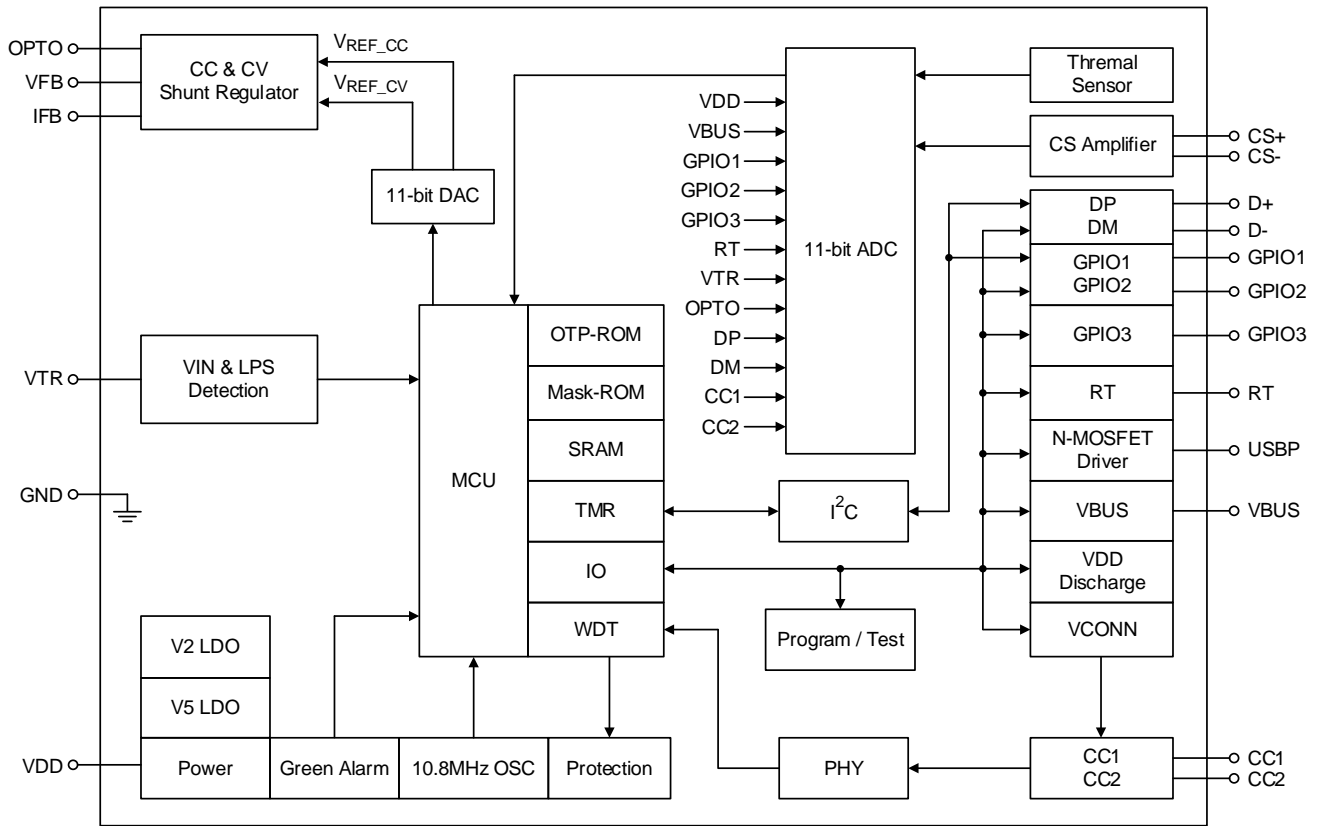 OPTO
VFB
IFB
CC & CV
Shunt Regulator
VREF_CC
VREF_CV
11-bit DAC
VDD
VBUS
GPIO1
GPIO2
GPIO3
RT
VTR
OPTO
DP
DM
CC1
CC2
11-bit ADC
Thremal
Sensor
CS Amplifier
CS+
CS-
DP
DM
D+
D-
GPIO1
GPIO2
GPIO1
GPIO2
GPIO3
GPIO3
RT
RT
N-MOSFET
Driver
USBP
VBUS
VBUS
VDD
Discharge
VCONN
VTR
VIN & LPS
Detection
GND
MCU
OTP-ROM
Mask-ROM
SRAM
TMR
IO
WDT
I2C
Program / Test
V2 LDO
V5 LDO
VDD
Power
Green Alarm
10.8MHz OSC
Protection
PHY
CC1
CC2
CC1
CC2